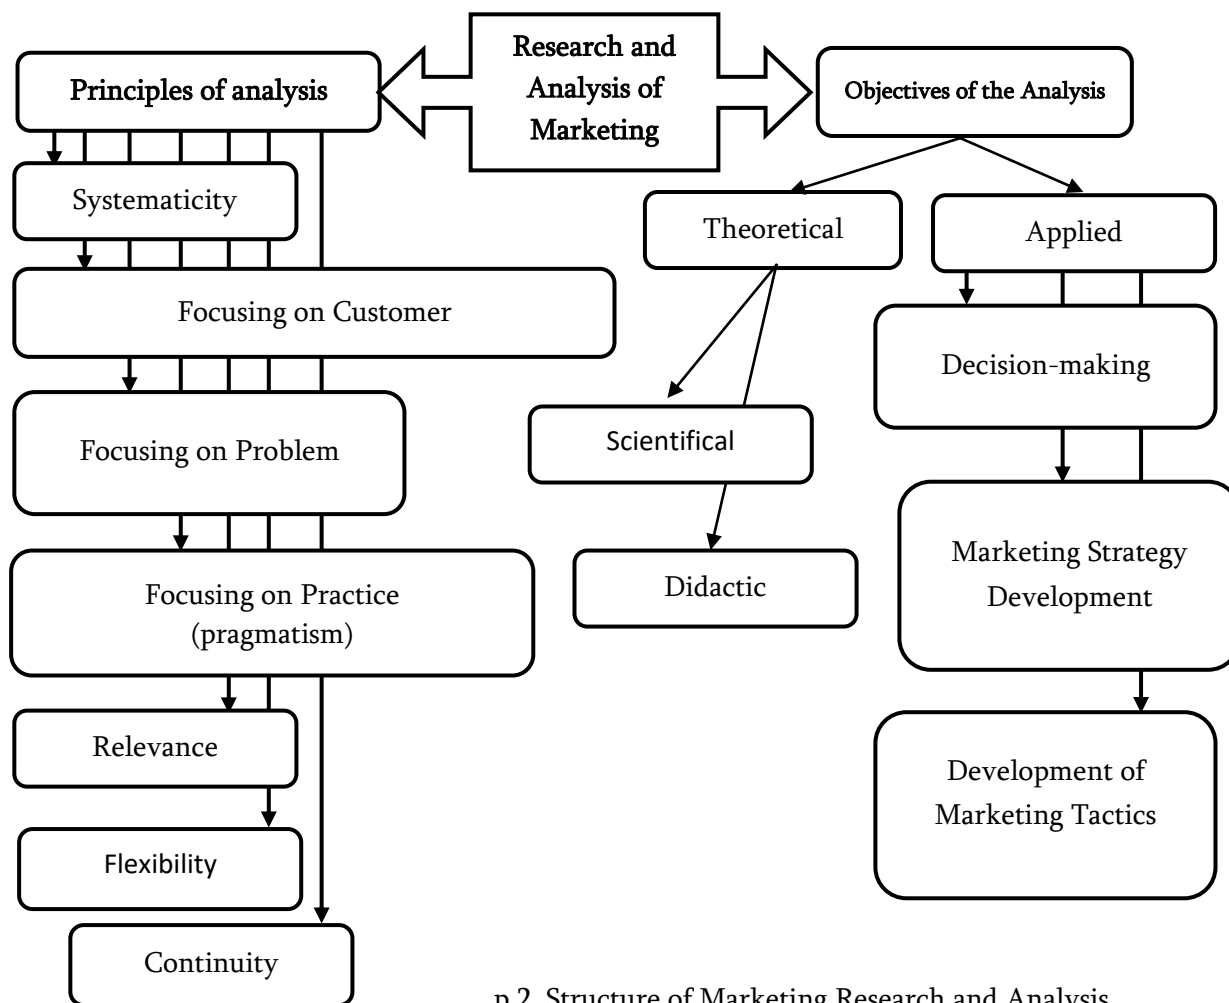 Research and
Analysis of
Marketing
Principles of analysis
Objectives of the Analysis
Systematicity
Theoretical
Applied
Focusing on Customer
Decision-making
Focusing on Problem
Scientifical
Marketing Strategy
Development
Focusing on Practice
(pragmatism)
Didactic
Relevance
Development of
Marketing Tactics
Flexibility
Continuity
p.2. Structure of Marketing Research and Analysis